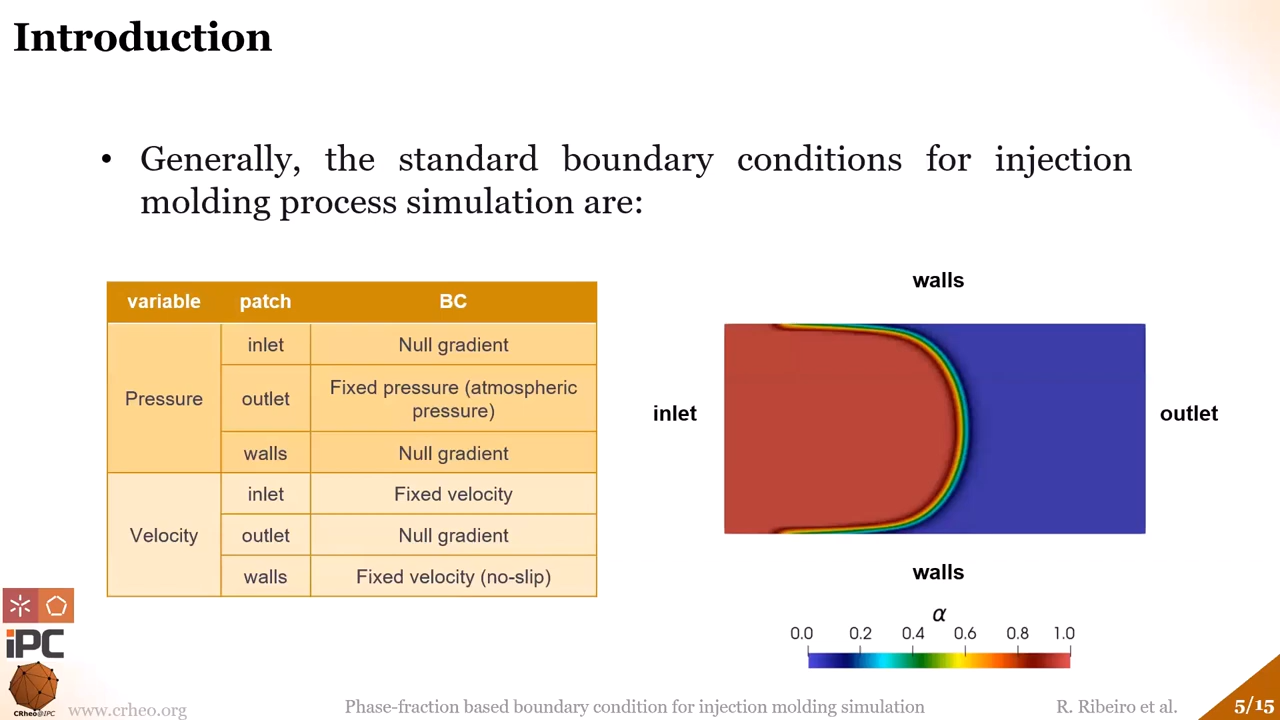 Introduction
• Generally, the standard boundary conditions for injection
molding process simulation are:
variable patch BC
Pressure
inlet Null gradient
outlet Fixed pressure (atmospheric
pressure)
walls Null gradient
Velocity
inlet Fixed velocity
outlet Null gradient
walls Fixed velocity (no-slip)
walls
inlet
outlet
walls
α
0.0 0.2 0.4 0.6 0.8 1.0
iPC
CRheo@IPC
www.crheo.org
Phase-fraction based boundary condition for injection molding simulation
R. Ribeiro et al.
5/15